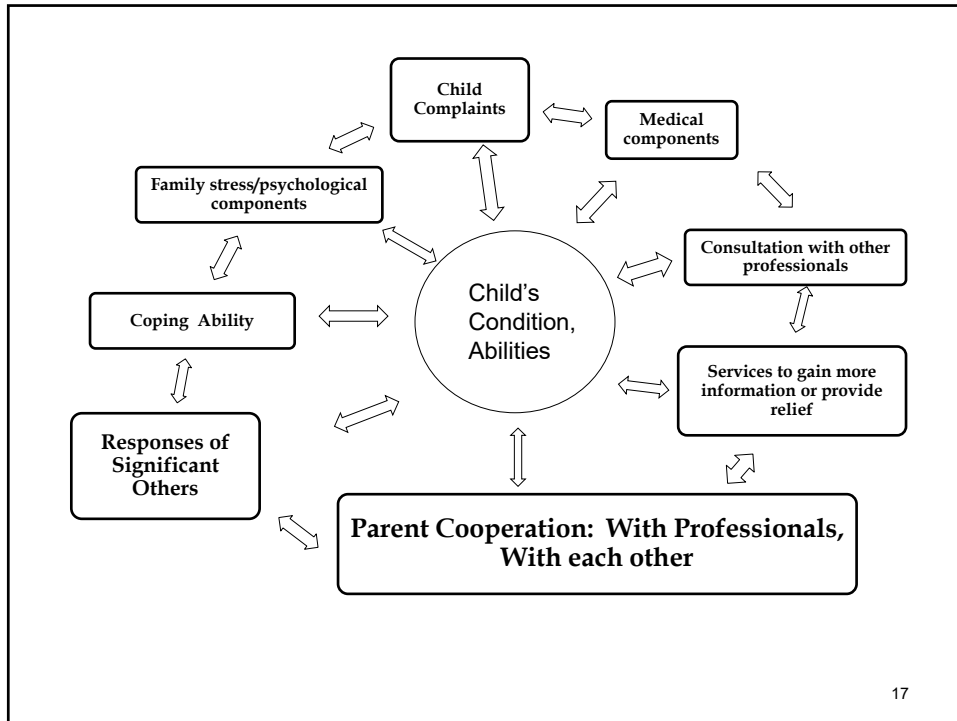 Child
Complaints
Medical
components
Family stress/psychological
components
Consultation with other
professionals
Child's
Condition,
Abilities
Coping Ability
Services to gain more
information or provide
relief
Responses of
Significant
Others
Parent Cooperation: With Professionals,
With each other
17